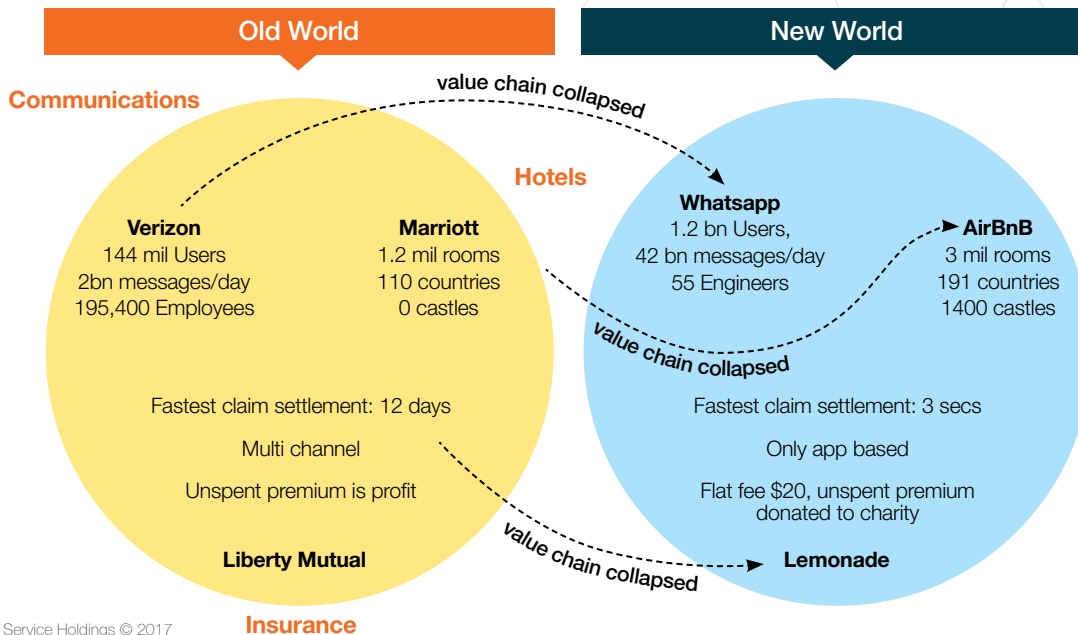 Old World
New World
Communications
value chain collapsed
Hotels
Verizon
144 mil Users
2bn messages/day
195,400 Employees
Marriott
1.2 mil rooms
110 countries
0 castles
Whatsapp
1.2 bn Users,
42 bn messages/day
55 Engineers
AirBnB
3 mil rooms
191 countries
1400 castles
value chain collapsed
Fastest claim settlement: 12 days
Multi channel
Unspent premium is profit
Liberty Mutual
Fastest claim settlement: 3 secs
Only app based
Flat fee $20, unspent premium
donated to charity
Lemonade
value chain collapsed
Insurance
Service Holdings © 2017